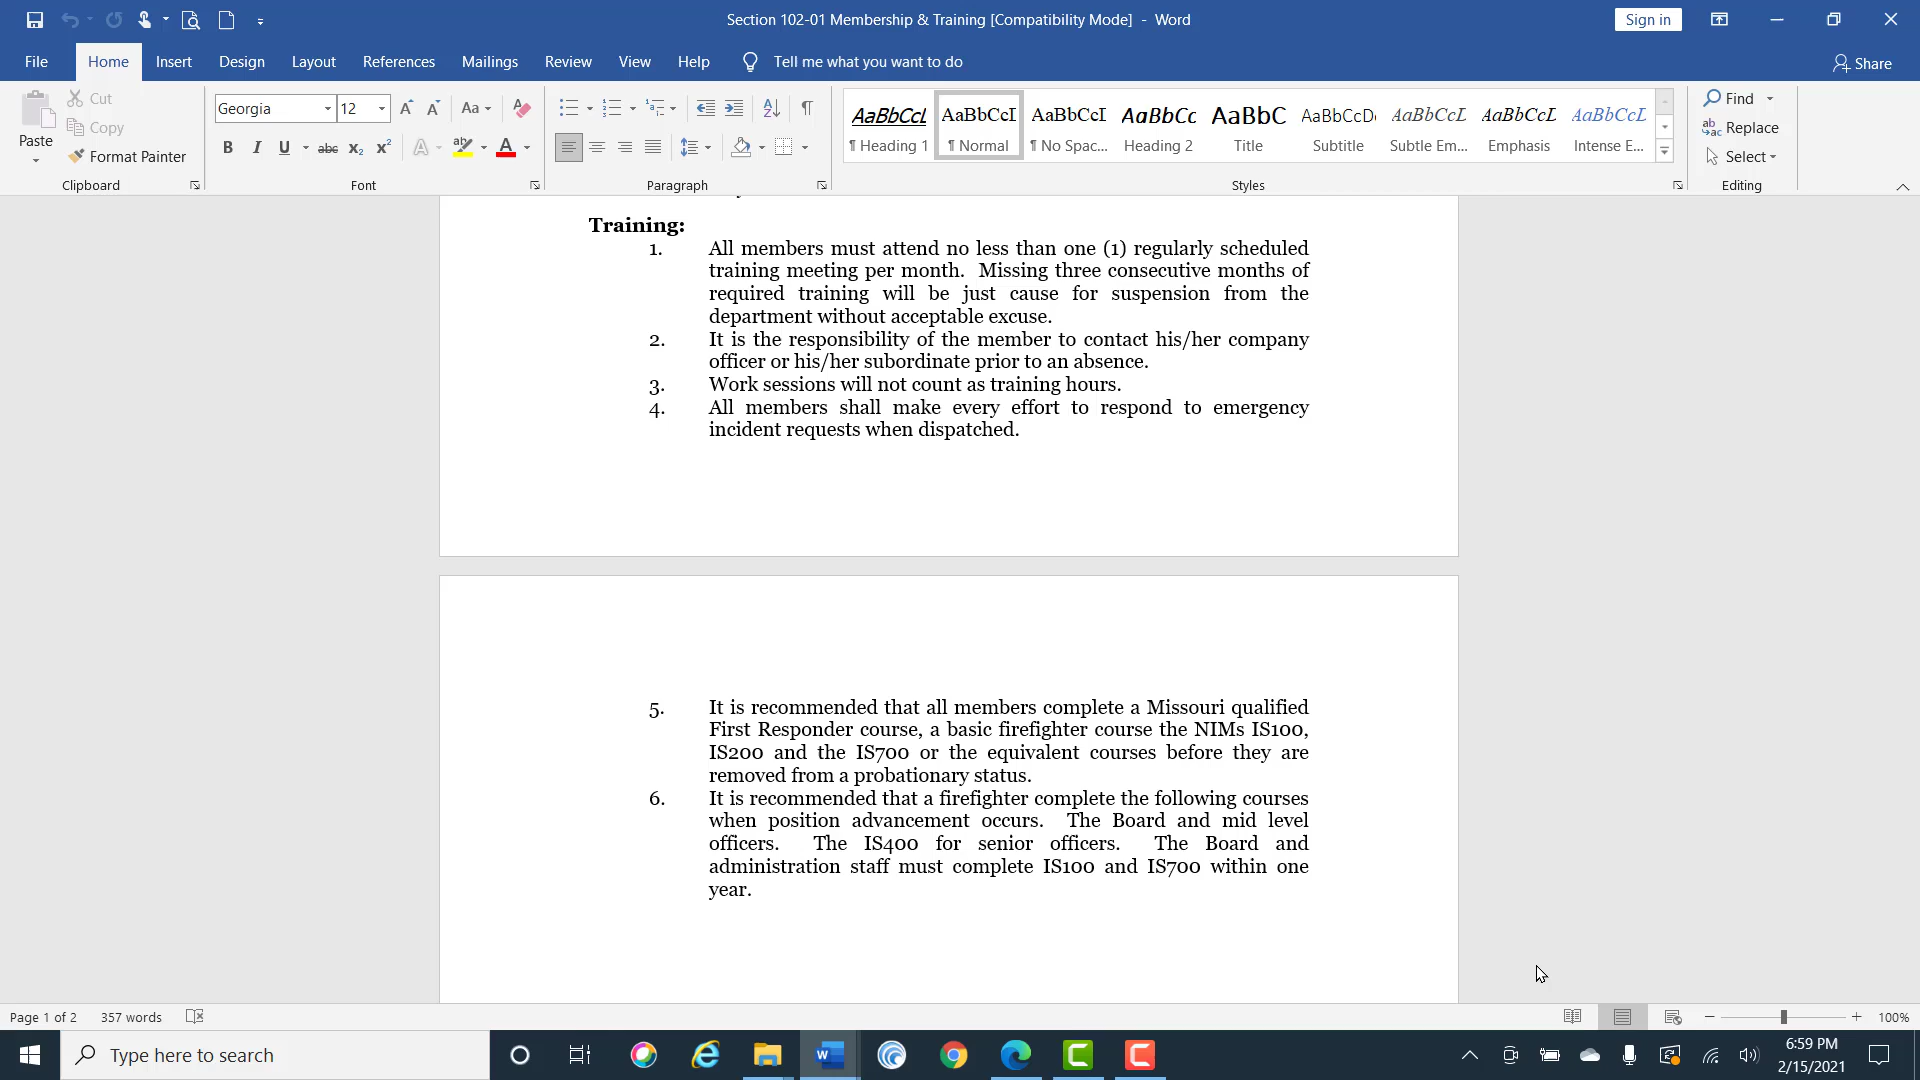 Section 102-01 Membership & Training [Compatibility Mode] - Word
Sign in
File Home Insert Design Layout References Mailings Review View Help Tell me what you want to do Share
Paste
Cut
Copy
Format Painter
Clipboard
Georgia 12
Font
Paragraph
AaBbCcI AaBbCcI AaBbCcI AaBbCc AaBbC AaBbCcD AaBbCcL AaBbCcL AaBbCcL
¶ Heading 1 ¶ Normal ¶ No Spac... Heading 2 Title Subtitle Subtle Em... Emphasis Intense E...
Styles
Find
Replace
Select
Editing
Training:
1. All members must attend no less than one (1) regularly scheduled
training meeting per month. Missing three consecutive months of
required training will be just cause for suspension from the
department without acceptable excuse.
2. It is the responsibility of the member to contact his/her company
officer or his/her subordinate prior to an absence.
3. Work sessions will not count as training hours.
4. All members shall make every effort to respond to emergency
incident requests when dispatched.
5. It is recommended that all members complete a Missouri qualified
First Responder course, a basic firefighter course the NIMs IS100,
IS200 and the IS700 or the equivalent courses before they are
removed from a probationary status.
6. It is recommended that a firefighter complete the following courses
when position advancement occurs. The Board and mid level
officers. The IS400 for senior officers. The Board and
administration staff must complete IS100 and IS700 within one
year.
Page 1 of 2 357 words
100%
Type here to search
6:59 PM
2/15/2021